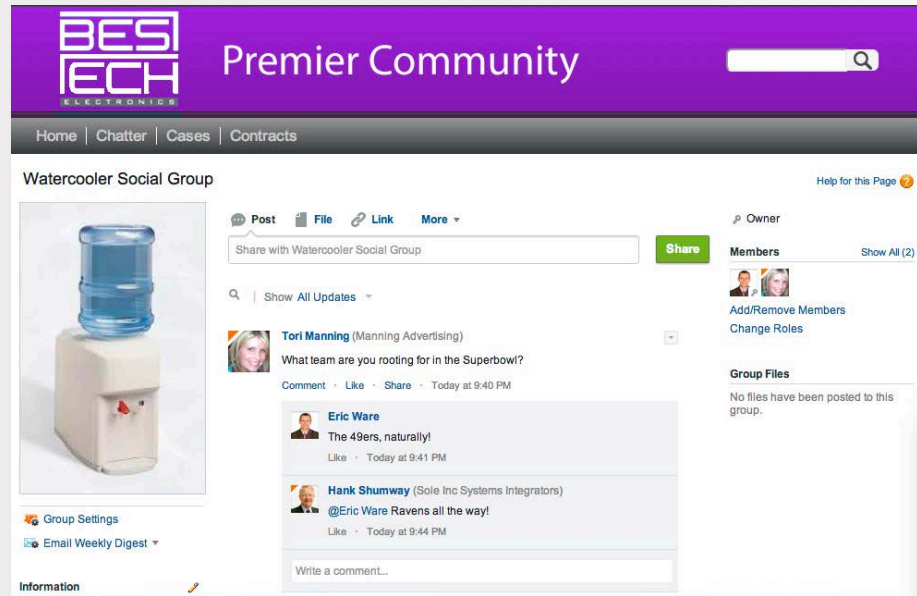 BES
TECH
ELECTRONICS
Premier Community
Home | Chatter | Cases | Contracts
Watercooler Social Group
Help for this Page ?
Post File Link More
Share with Watercooler Social Group
Share
Show All Updates
Tori Manning (Manning Advertising)
What team are you rooting for in the Superbowl?
Comment · Like · Share · Today at 9:40 PM
Eric Ware
The 49ers, naturally!
Like · Today at 9:41 PM
Hank Shumway (Sole Inc Systems Integrators)
@Eric Ware Ravens all the way!
Like · Today at 9:44 PM
Write a comment...
Group Settings
Email Weekly Digest
Information
Owner
Members Show All (2)
Add/Remove Members
Change Roles
Group Files
No files have been posted to this
group.